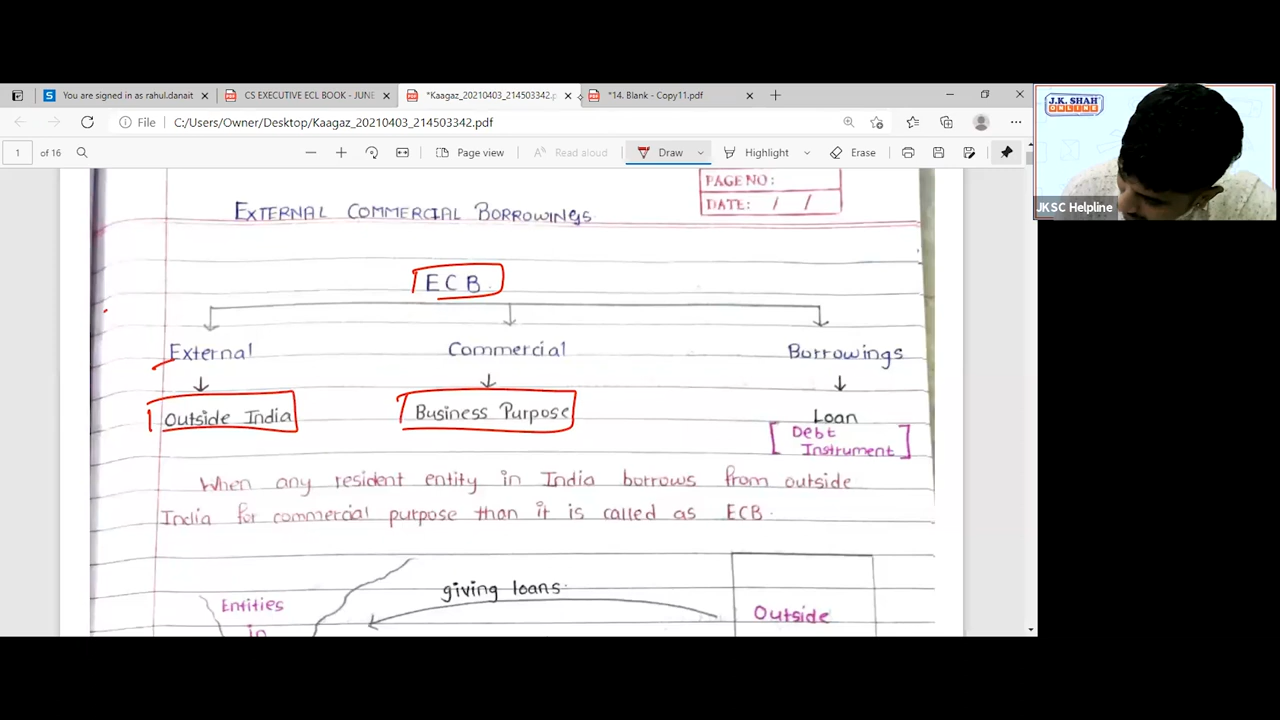 You are signed in as rahul.danait
CS EXECUTIVE ECL BOOK - JUNE
*Kaagaz_20210403_214503342.p
*14. Blank - Copy11.pdf
File
C:/Users/Owner/Desktop/Kaagaz_20210403_214503342.pdf
1 of 16
Page view
Read aloud
Draw
Highlight
Erase
J.K. SHAH
ONLINE
JKSC Helpline
PAGE NO:
DATE: / /
EXTERNAL COMMERCIAL BORROWINGS
ECB
External Commercial Borrowings
Outside India Business Purpose Loan
[Debt Instrument]
When any resident entity in India borrows from outside
India for commercial purpose than it is called as ECB.
giving loans
Entities
in
Outside